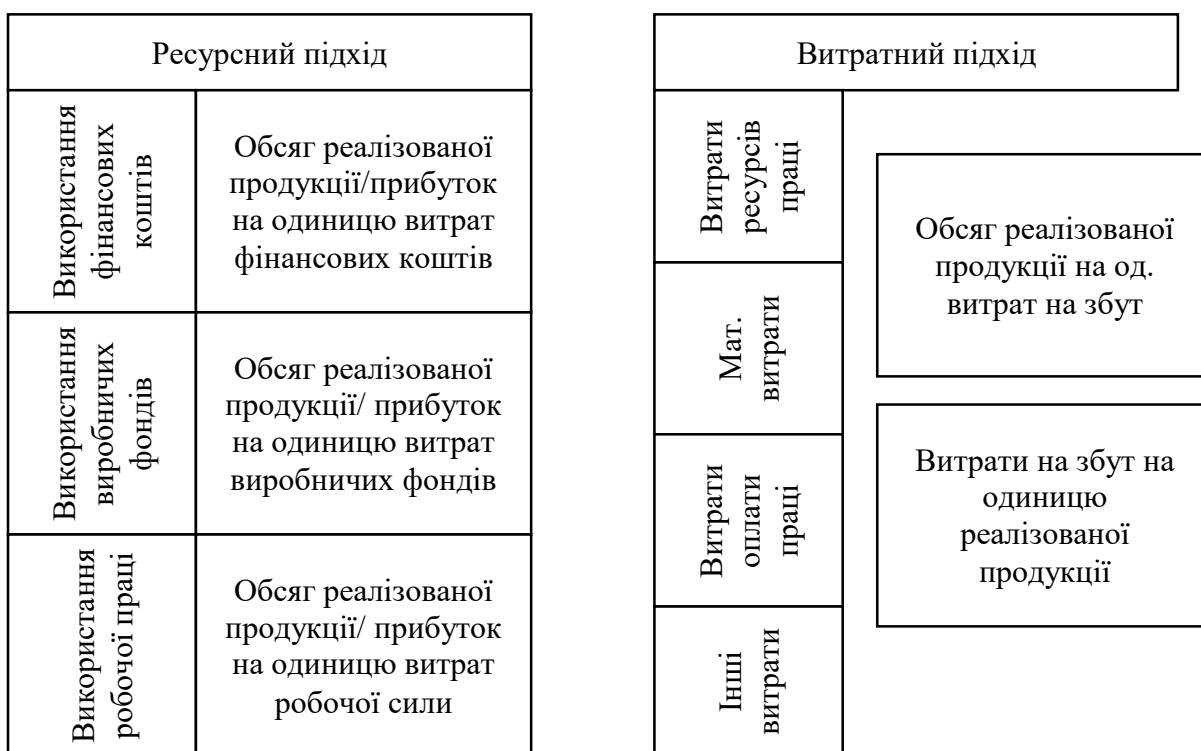 Ресурсний підхід
Використання
фінансових
коштів
Обсяг реалізованої
продукції/прибуток
на одиницю витрат
фінансових коштів
Використання
виробничих
фондів
Обсяг реалізованої
продукції/ прибуток
на одиницю витрат
виробничих фондів
Використання
робочої праці
Обсяг реалізованої
продукції/ прибуток
на одиницю витрат
робочої сили
Витратний підхід
Витрати
ресурсів
праці
Мат.
витрати
Витрати
оплати
праці
Інші
витрати
Обсяг реалізованої
продукції на од.
витрат на збут
Витрати на збут на
одиницю
реалізованої
продукції